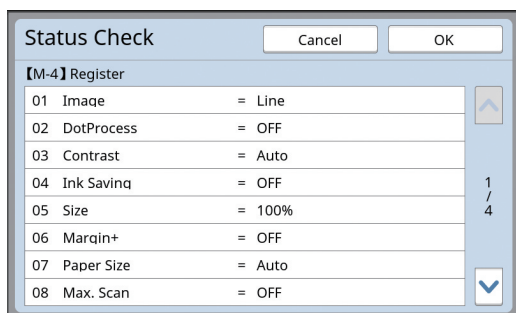 Status Check Cancel OK
【M-4】Register
01 Image = Line
02 DotProcess = OFF
03 Contrast = Auto
04 Ink Saving = OFF
05 Size = 100%
06 Margin+ = OFF
07 Paper Size = Auto
08 Max. Scan = OFF
1
/
4